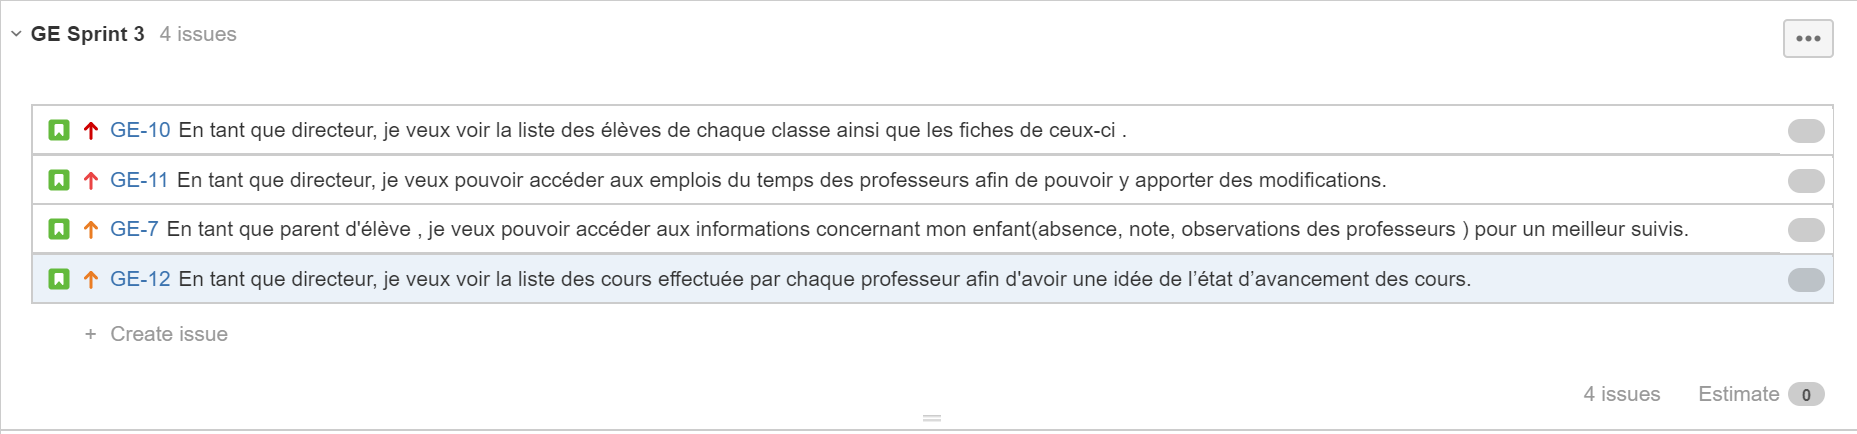 GE Sprint 3 4 issues
GE-10 En tant que directeur, je veux voir la liste des élèves de chaque classe ainsi que les fiches de ceux-ci .
GE-11 En tant que directeur, je veux pouvoir accéder aux emplois du temps des professeurs afin de pouvoir y apporter des modifications.
GE-7 En tant que parent d'élève , je veux pouvoir accéder aux informations concernant mon enfant(absence, note, observations des professeurs ) pour un meilleur suivis.
GE-12 En tant que directeur, je veux voir la liste des cours effectuée par chaque professeur afin d'avoir une idée de l’état d’avancement des cours.
+ Create issue
4 issues Estimate 0